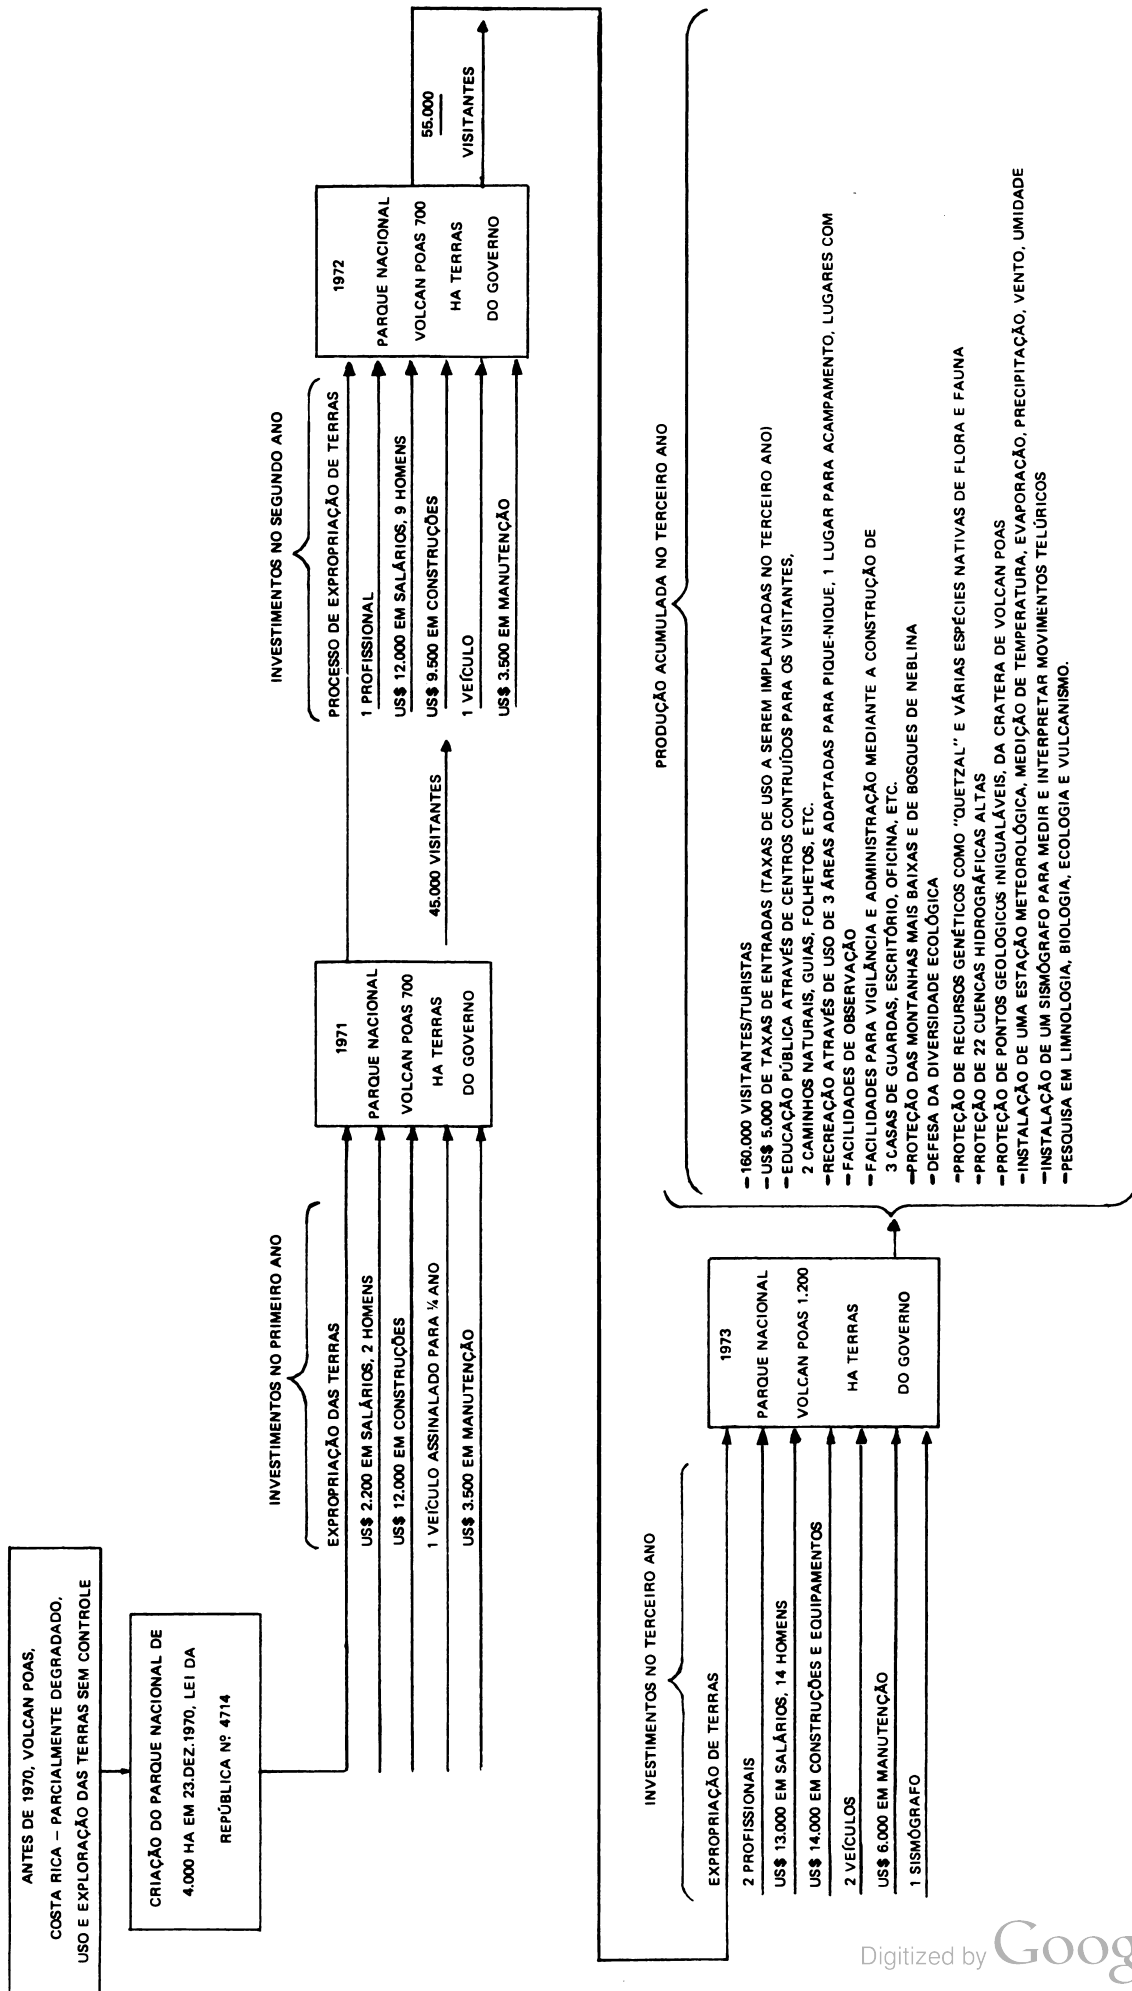 ANTES DE 1970, VOLCAN POAS,
COSTA RICA – PARCIALMENTE DEGRADADO,
USO E EXPLORAÇÃO DAS TERRAS SEM CONTROLE
CRIAÇÃO DO PARQUE NACIONAL DE
4.000 HA EM 23.DEZ.1970, LEI DA
REPÚBLICA Nº 4714
INVESTIMENTOS NO PRIMEIRO ANO
EXPROPRIAÇÃO DAS TERRAS
US$ 2.200 EM SALÁRIOS, 2 HOMENS
US$ 12.000 EM CONSTRUÇÕES
1 VEÍCULO ASSINALADO PARA ¼ ANO
US$ 3.500 EM MANUTENÇÃO
1971
PARQUE NACIONAL
VOLCAN POAS 700
HA TERRAS
DO GOVERNO
45.000 VISITANTES
INVESTIMENTOS NO SEGUNDO ANO
PROCESSO DE EXPROPRIAÇÃO DE TERRAS
1 PROFISSIONAL
US$ 12.000 EM SALÁRIOS, 9 HOMENS
US$ 9.500 EM CONSTRUÇÕES
1 VEÍCULO
US$ 3.500 EM MANUTENÇÃO
1972
PARQUE NACIONAL
VOLCAN POAS 700
HA TERRAS
DO GOVERNO
55.000
VISITANTES
INVESTIMENTOS NO TERCEIRO ANO
EXPROPRIAÇÃO DE TERRAS
2 PROFISSIONAIS
US$ 13.000 EM SALÁRIOS, 14 HOMENS
US$ 14.000 EM CONSTRUÇÕES E EQUIPAMENTOS
2 VEÍCULOS
US$ 6.000 EM MANUTENÇÃO
1 SISMÓGRAFO
1973
PARQUE NACIONAL
VOLCAN POAS 1.200
HA TERRAS
DO GOVERNO
PRODUÇÃO ACUMULADA NO TERCEIRO ANO
–160.000 VISITANTES/TURISTAS
–US$ 5.000 DE TAXAS DE ENTRADAS (TAXAS DE USO A SEREM IMPLANTADAS NO TERCEIRO ANO)
–EDUCAÇÃO PÚBLICA ATRAVÉS DE CENTROS CONTRUÍDOS PARA OS VISITANTES,
2 CAMINHOS NATURAIS, GUIAS, FOLHETOS, ETC.
–RECREAÇÃO ATRAVÉS DE USO DE 3 ÁREAS ADAPTADAS PARA PIQUE-NIQUE, 1 LUGAR PARA ACAMPAMENTO, LUGARES COM
–FACILIDADES DE OBSERVAÇÃO
–FACILIDADES PARA VIGILÂNCIA E ADMINISTRAÇÃO MEDIANTE A CONSTRUÇÃO DE
3 CASAS DE GUARDAS, ESCRITÓRIO, OFICINA, ETC.
–PROTEÇÃO DAS MONTANHAS MAIS BAIXAS E DE BOSQUES DE NEBLINA
–DEFESA DA DIVERSIDADE ECOLÓGICA
–PROTEÇÃO DE RECURSOS GENÉTICOS COMO "QUETZAL" E VÁRIAS ESPÉCIES NATIVAS DE FLORA E FAUNA
–PROTEÇÃO DE 22 CUENCAS HIDROGRÁFICAS ALTAS
–PROTEÇÃO DE PONTOS GEOLOGICOS INIGUALÁVEIS, DA CRATERA DE VOLCAN POAS
–INSTALAÇÃO DE UMA ESTAÇÃO METEOROLÓGICA, MEDIÇÃO DE TEMPERATURA, EVAPORAÇÃO, PRECIPITAÇÃO, VENTO, UMIDADE
–INSTALAÇÃO DE UM SISMÓGRAFO PARA MEDIR E INTERPRETAR MOVIMENTOS TELÚRICOS
–PESQUISA EM LIMNOLOGIA, BIOLOGIA, ECOLOGIA E VULCANISMO.
Digitized by Goog